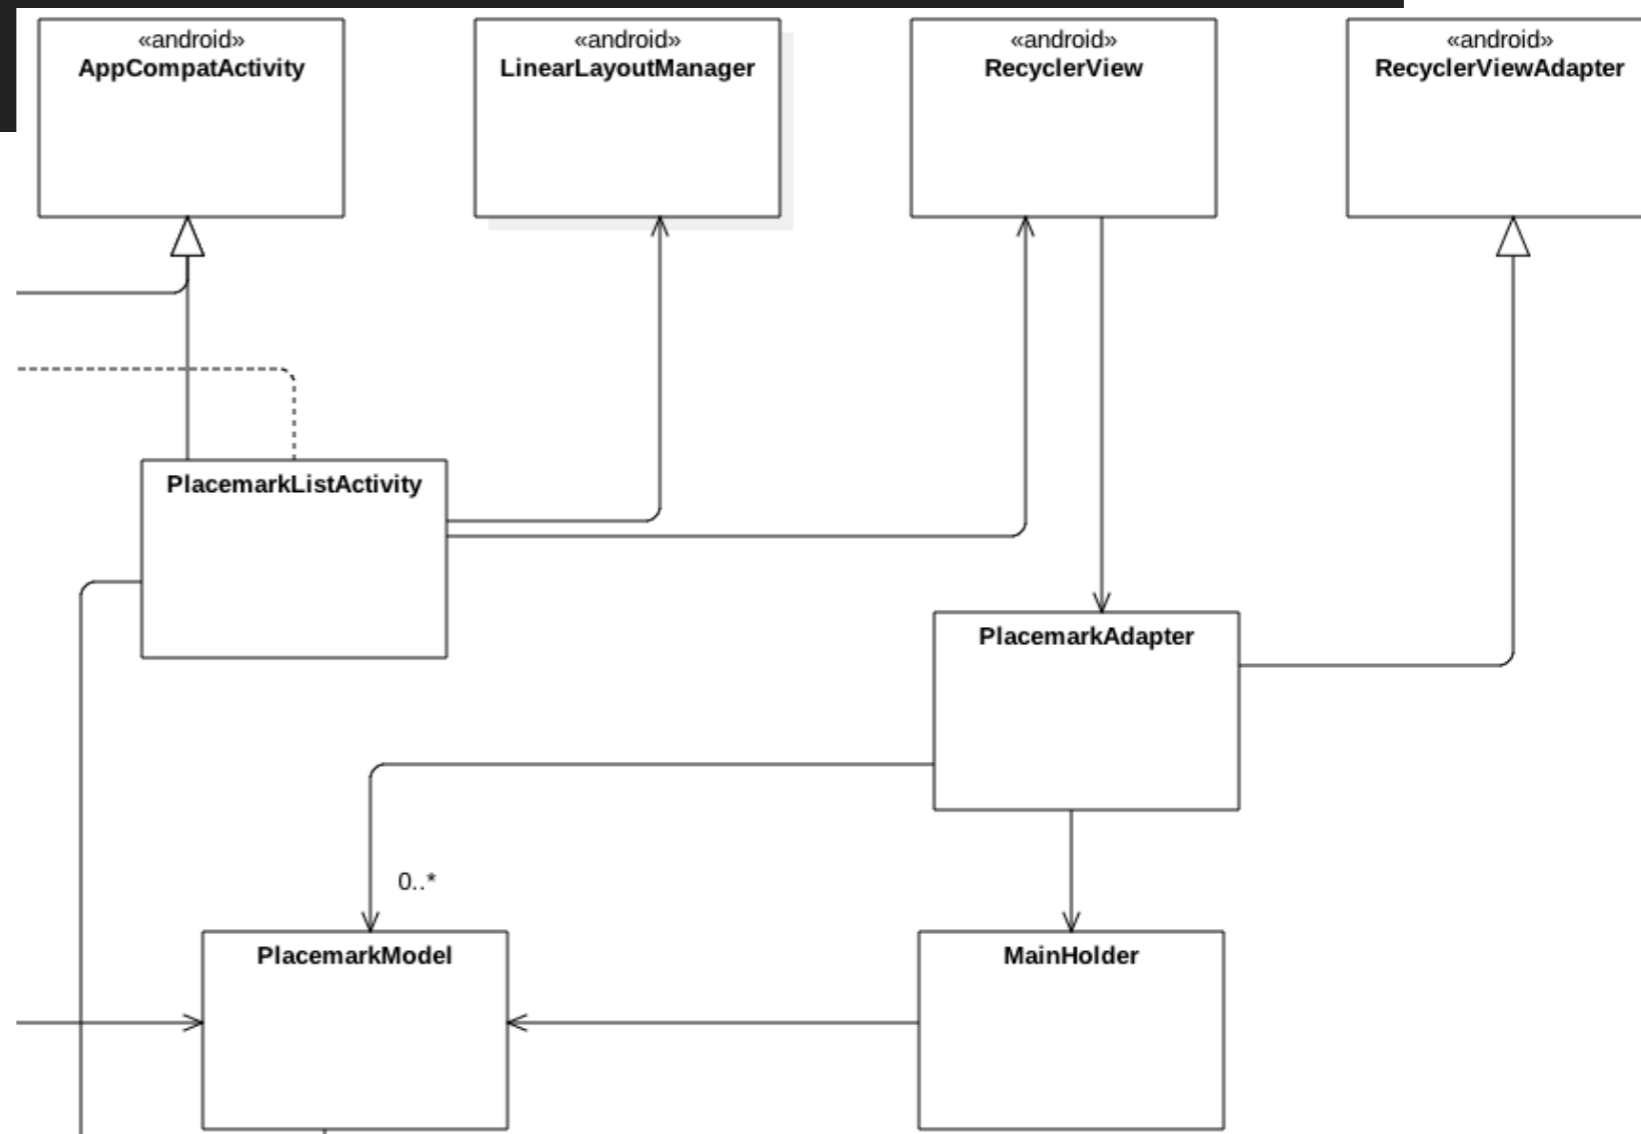 «android»
AppCompatActivity
«android»
LinearLayoutManager
«android»
RecyclerView
«android»
RecyclerViewAdapter
PlacemarkListActivity
PlacemarkAdapter
0..*
PlacemarkModel
MainHolder